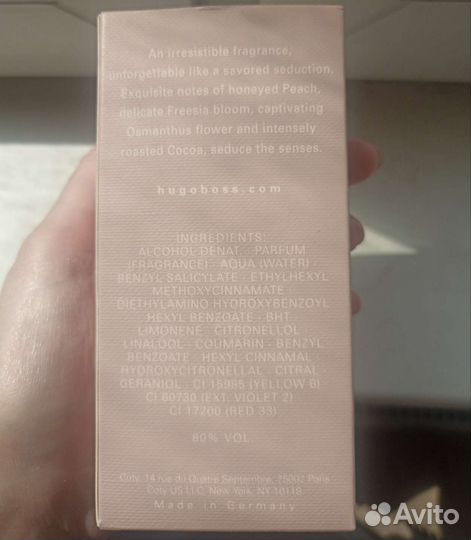 An irresistible fragrance,
unforgettable like a savored seduction.
Exquisite notes of honeyed Peach,
delicate Freesia bloom, captivating
Osmanthus flower and intensely
roasted Cocoa, seduce the senses.
hugoboss.com
INGREDIENTS:
ALCOHOL DENAT. - PARFUM
(FRAGRANCE) - AQUA (WATER) -
BENZYL SALICYLATE - ETHYLHEXYL
METHOXYCINNAMATE -
DIETHYLAMINO HYDROXYBENZOYL
HEXYL BENZOATE - BHT -
LIMONENE - CITRONELLOL -
LINALOOL - COUMARIN - BENZYL
BENZOATE - HEXYL CINNAMAL -
HYDROXYCITRONELLAL - CITRAL -
GERANIOL - CI 15985 (YELLOW 6) -
CI 60730 (EXT. VIOLET 2) -
CI 17200 (RED 33)
80% VOL.
Coty, 14 rue du Quatre Septembre, 75002 Paris
Coty US LLC, New York, NY 10118
Made in Germany
Avito